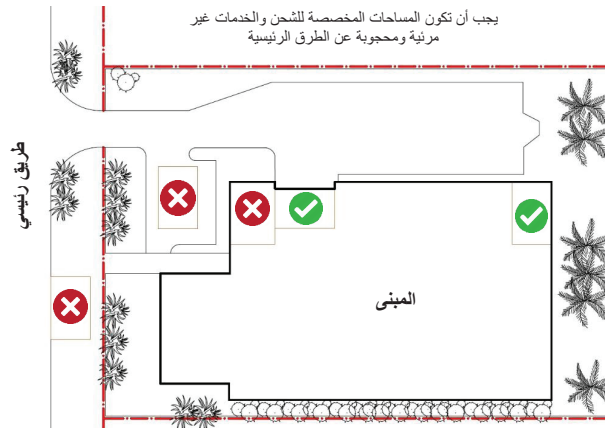 يجب أن تكون المساحات المخصصة للشحن والخدمات غير
مرئية ومحجوبة عن الطرق الرئيسية
طريق رئيسي
المبنى